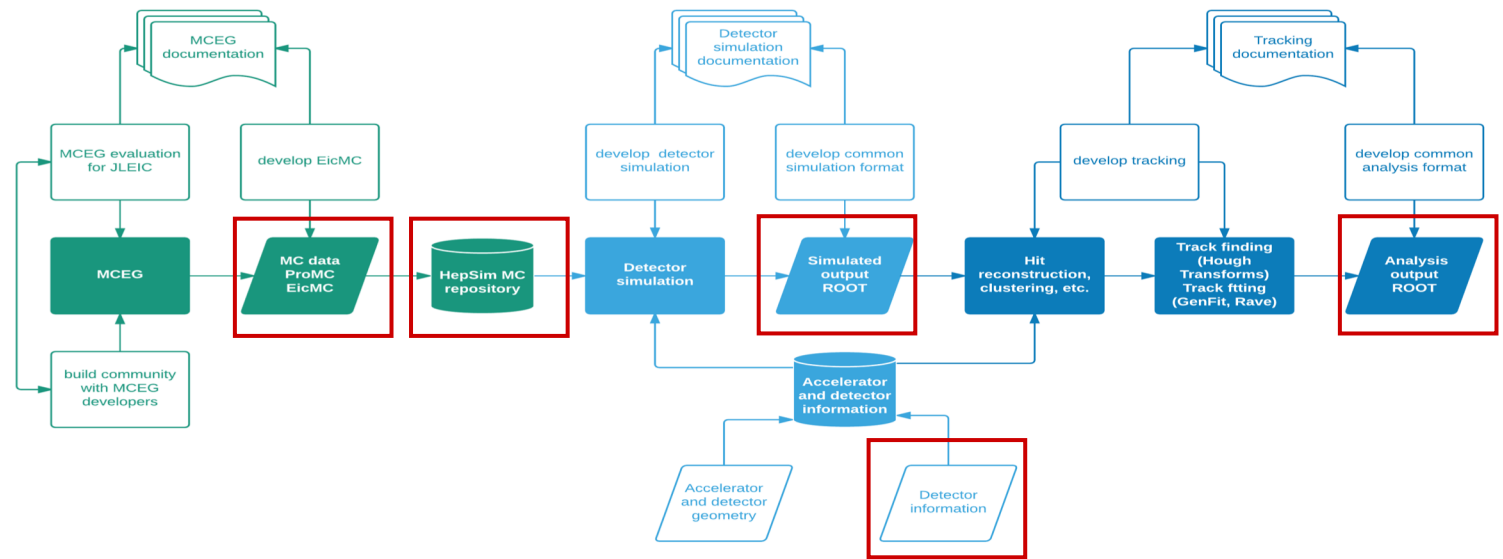 MCEG
documentation
Detector
simulation
documentation
Tracking
documentation
MCEG evaluation
for JLEIC
develop EicMC
develop  detector
simulation
develop common
simulation format
develop tracking
develop common
analysis format
MCEG
MC data
ProMC
EicMC
HepSim MC
repository
Detector
simulation
Simulated
output
ROOT
Hit
reconstruction,
clustering, etc.
Track finding
(Hough
Transforms)
Track ftting
(GenFit, Rave)
Analysis
output
ROOT
build community
with MCEG
developers
Accelerator
and detector
information
Accelerator
and detector
geometry
Detector
information